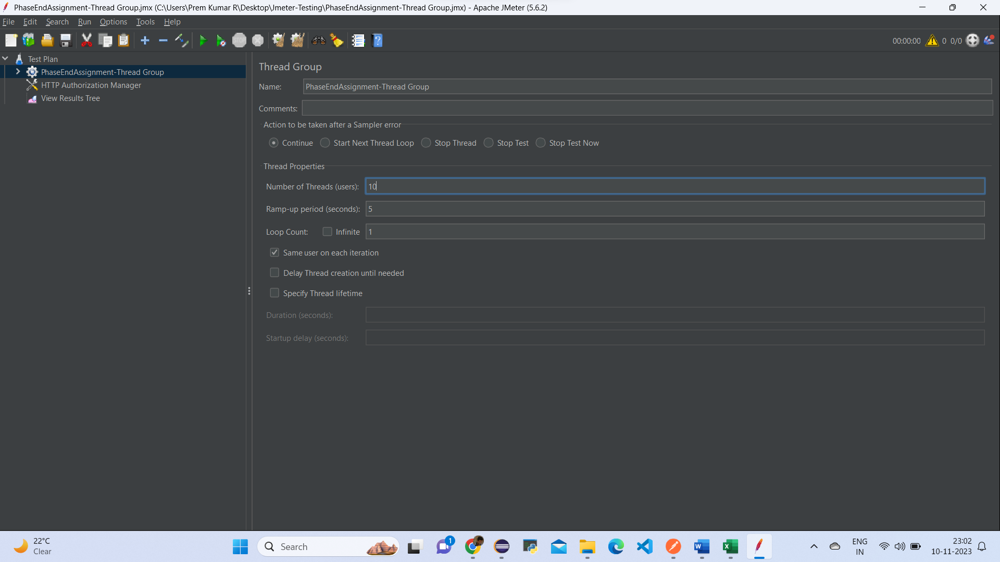 PhaseEndAssignment-Thread Group.jmx (C:\Users\Prem Kumar R\Desktop\Jmeter-Testing\PhaseEndAssignment-Thread Group.jmx) - Apache JMeter (5.6.2)
File Edit Search Run Options Tools Help
STOP
00:00:00 0 0/0
Test Plan
PhaseEndAssignment-Thread Group
HTTP Authorization Manager
View Results Tree
Thread Group
Name: PhaseEndAssignment-Thread Group
Comments:
Action to be taken after a Sampler error
Continue Start Next Thread Loop Stop Thread Stop Test Stop Test Now
Thread Properties
Number of Threads (users): 10
Ramp-up period (seconds): 5
Loop Count: Infinite 1
Same user on each iteration
Delay Thread creation until needed
Specify Thread lifetime
Duration (seconds):
Startup delay (seconds):
22°C
Clear
Search
1
ENG
IN
23:02
10-11-2023